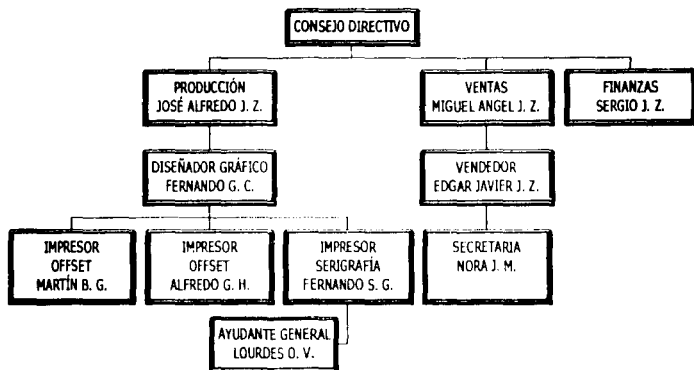 CONSEJO DIRECTIVO
PRODUCCIÓN
JOSÉ ALFREDO J. Z.
VENTAS
MIGUEL ANGEL J. Z.
FINANZAS
SERGIO J. Z.
DISEÑADOR GRÁFICO
FERNANDO G. C.
VENDEDOR
EDGAR JAVIER J. Z.
IMPRESOR
OFFSET
MARTÍN B. G.
IMPRESOR
OFFSET
ALFREDO G. H.
IMPRESOR
SERIGRAFÍA
FERNANDO S. G.
SECRETARIA
NORA J. M.
AYUDANTE GENERAL
LOURDES O. V.